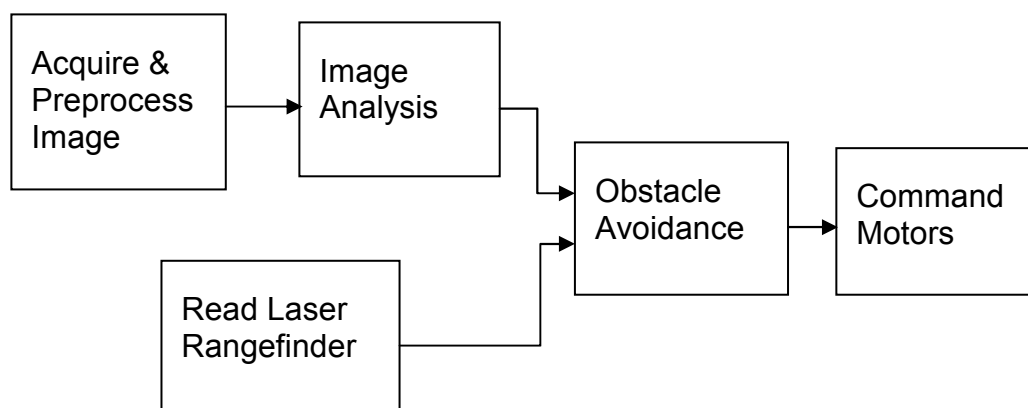 Acquire &
Preprocess
Image
Image
Analysis
Obstacle
Avoidance
Command
Motors
Read Laser
Rangefinder